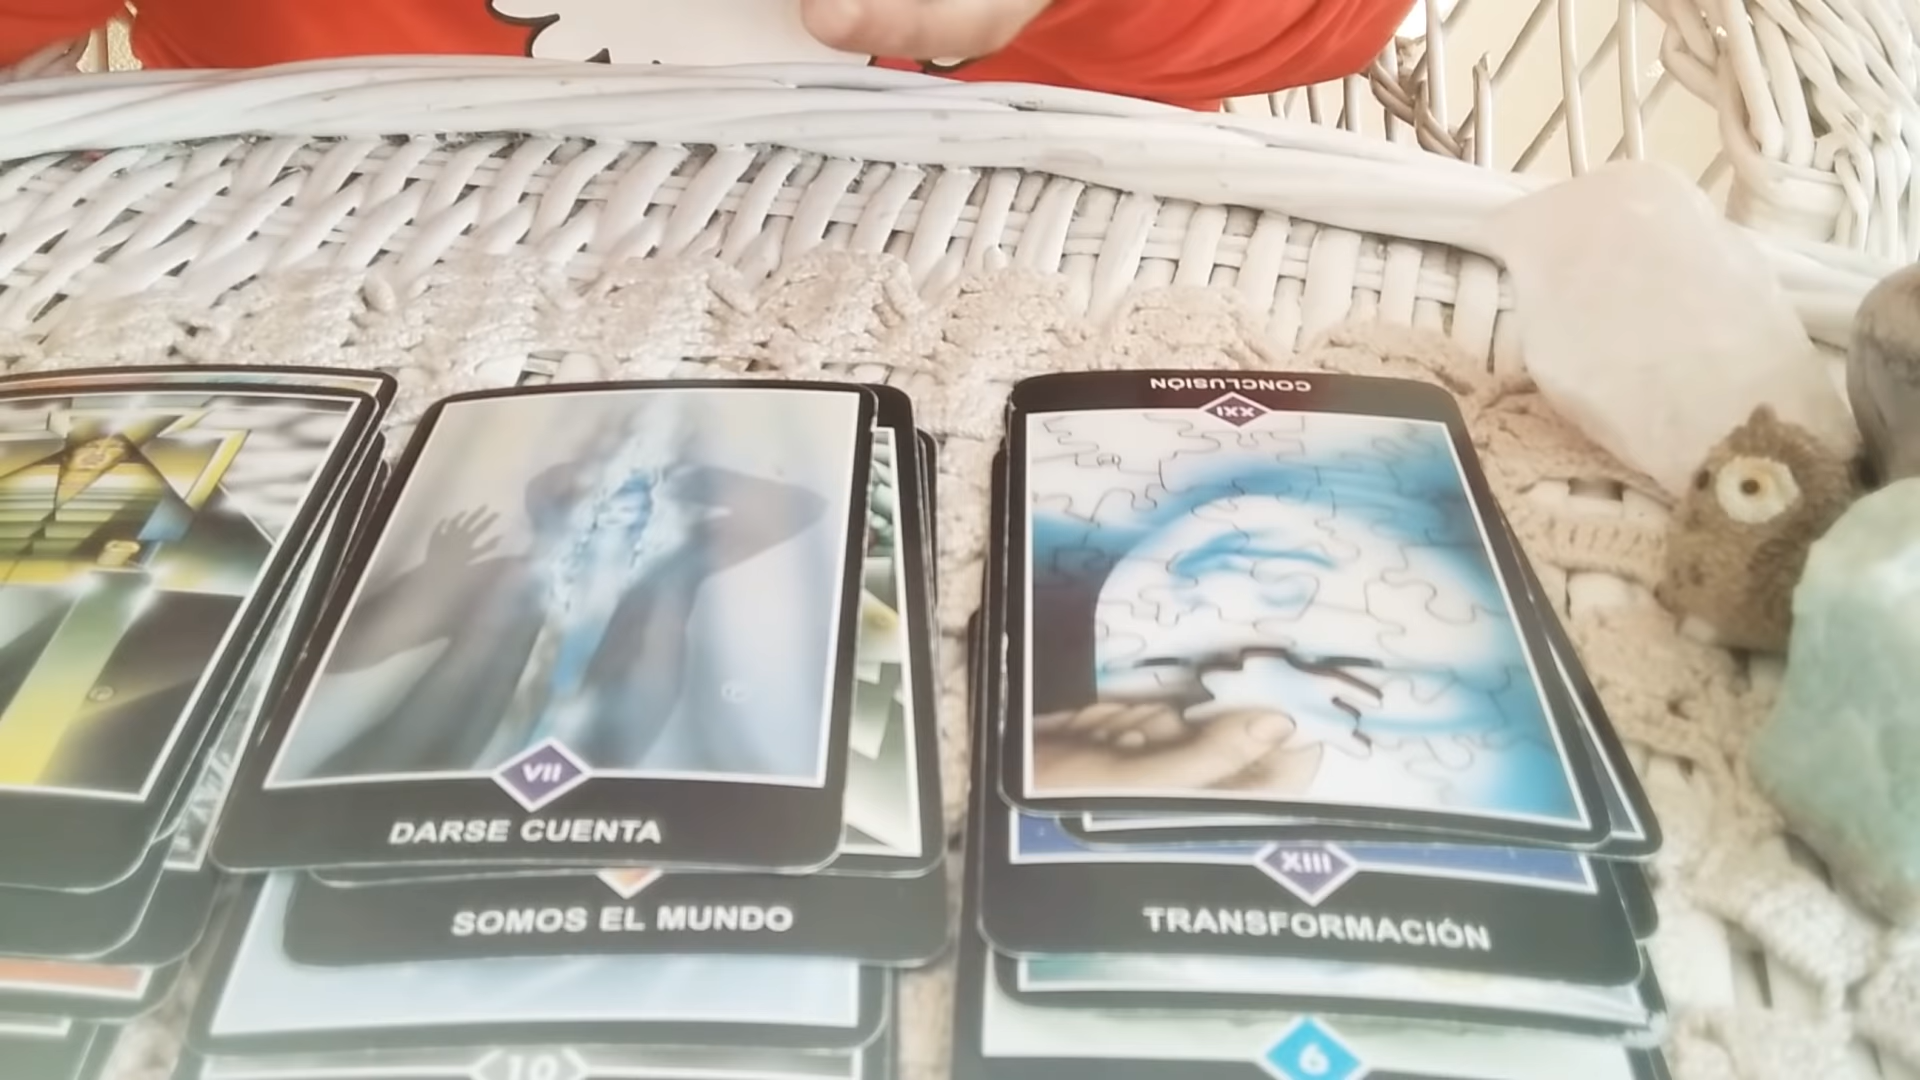 CONCLUSIÓN
XXI
VII
DARSE CUENTA
XIII
SOMOS EL MUNDO
TRANSFORMACIÓN
10
6